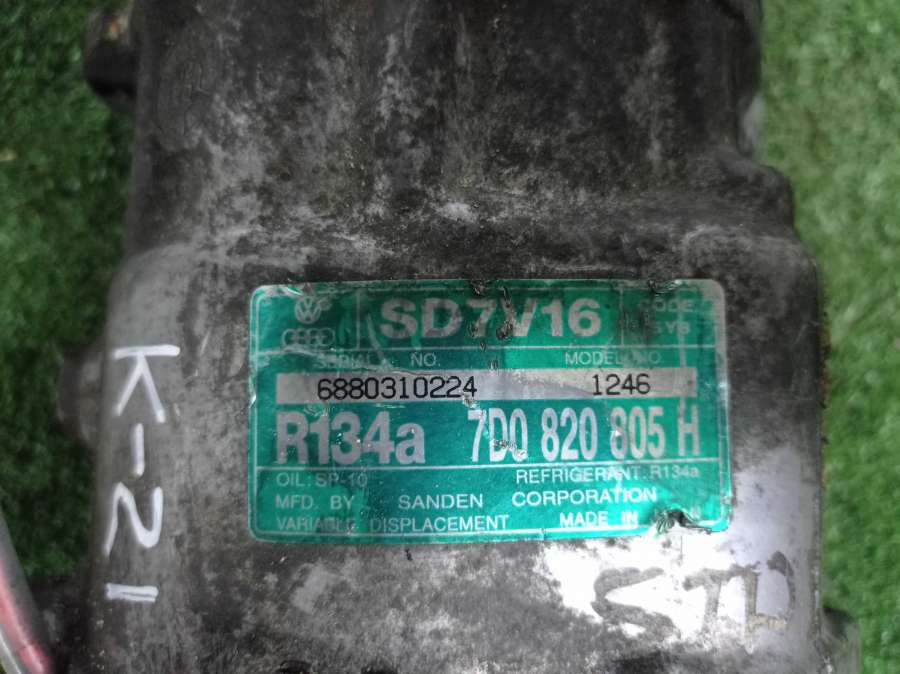 SD7V16
SERIAL NO. MODEL NO.
6880310224 1246
R134a 7D0 820 805 H
OIL: SP-10 REFRIGERANT: R134a
MFD. BY SANDEN CORPORATION
VARIABLE DISPLACEMENT MADE IN
K-21
STD